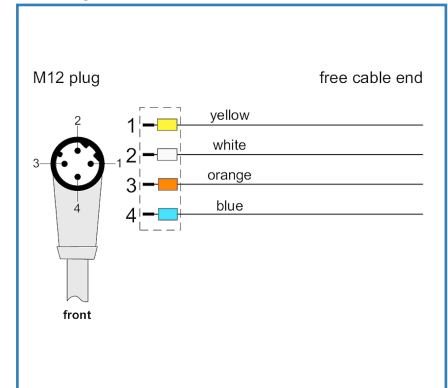 M12 plug
free cable end
2
3
1
4
front
1 yellow
2 white
3 orange
4 blue